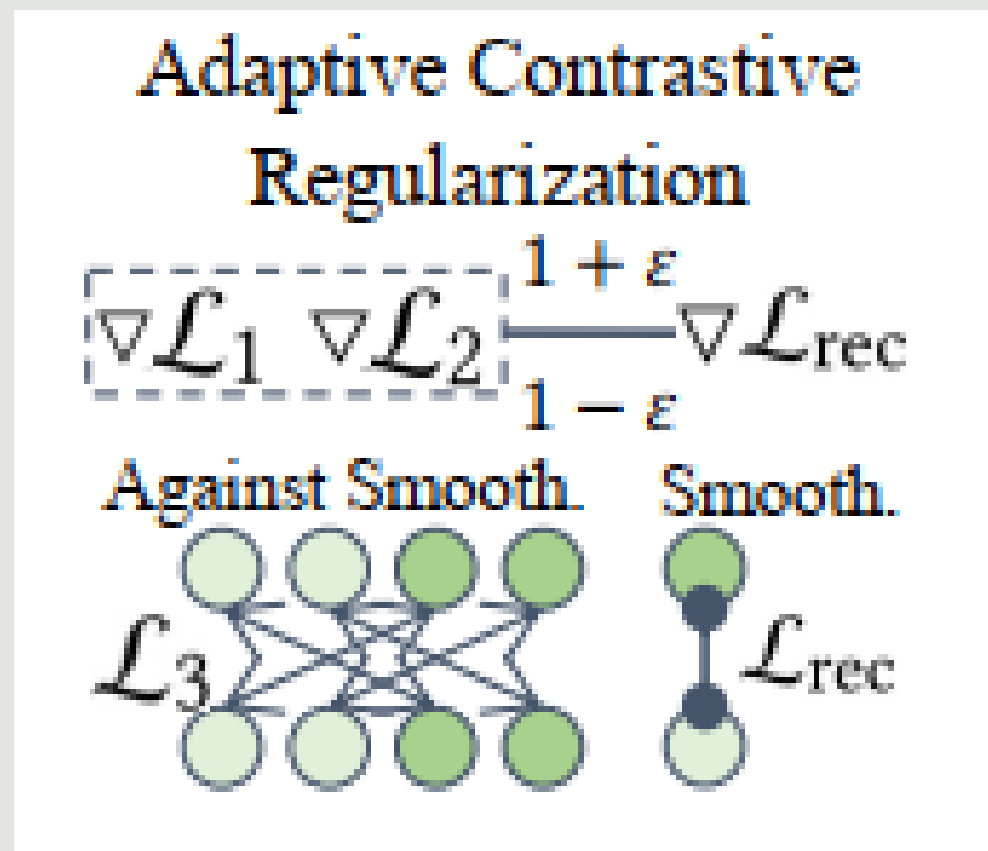 Adaptive Contrastive
Regularization
1 + ε
∇ℒ₁ ∇ℒ₂ ∇ℒrec
1 − ε
Against Smooth. Smooth.
ℒ₃ ℒrec